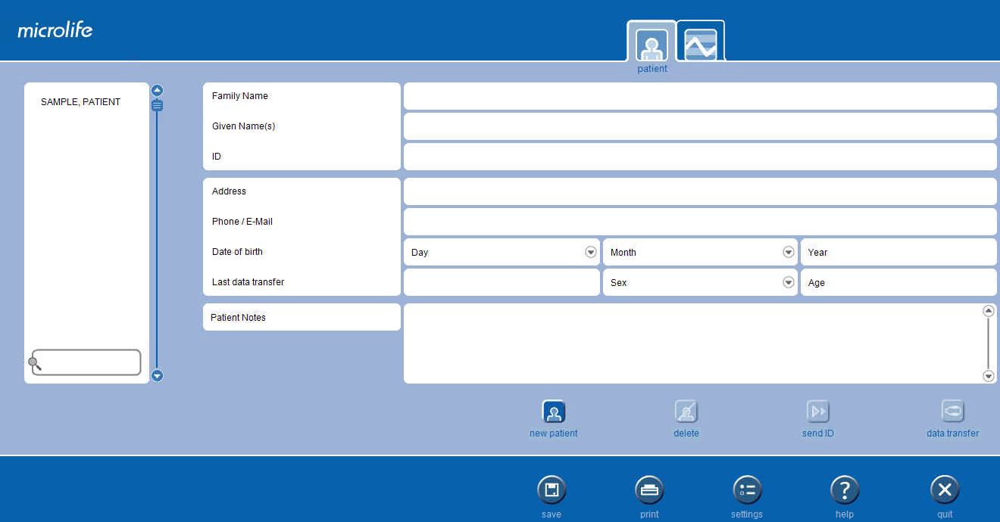 microlife
patient
SAMPLE, PATIENT
Family Name
Given Name(s)
ID
Address
Phone / E-Mail
Date of birth
Day
Month
Year
Last data transfer
Sex
Age
Patient Notes
new patient
delete
send ID
data transfer
save
print
settings
?
help
quit